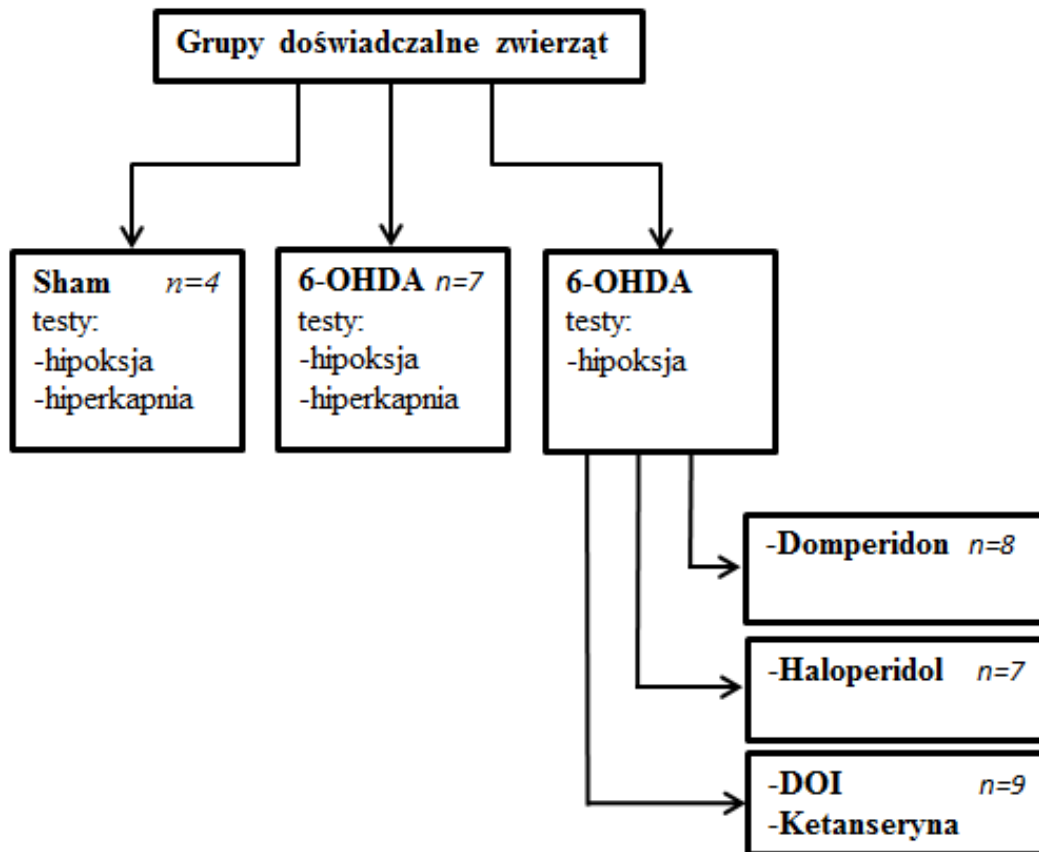 Grupy doświadczalne zwierząt
Sham n=4
testy:
-hipoksja
-hiperkapnia
6-OHDA n=7
testy:
-hipoksja
-hiperkapnia
6-OHDA
testy:
-hipoksja
-Domperidon n=8
-Haloperidol n=7
-DOI n=9
-Ketanseryna